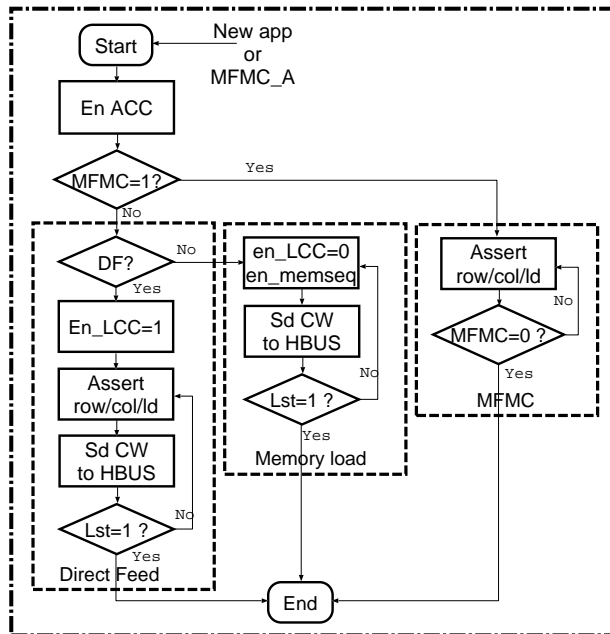 Start
New app
or
MFMC_A
En ACC
MFMC=1?
Yes
No
DF?
No
Yes
En_LCC=1
Assert
row/col/ld
Sd CW
to HBUS
No
Lst=1 ?
Yes
Direct Feed
en_LCC=0
en_memseq
Sd CW
to HBUS
No
Lst=1 ?
Yes
Memory load
Assert
row/col/ld
No
MFMC=0 ?
Yes
MFMC
End